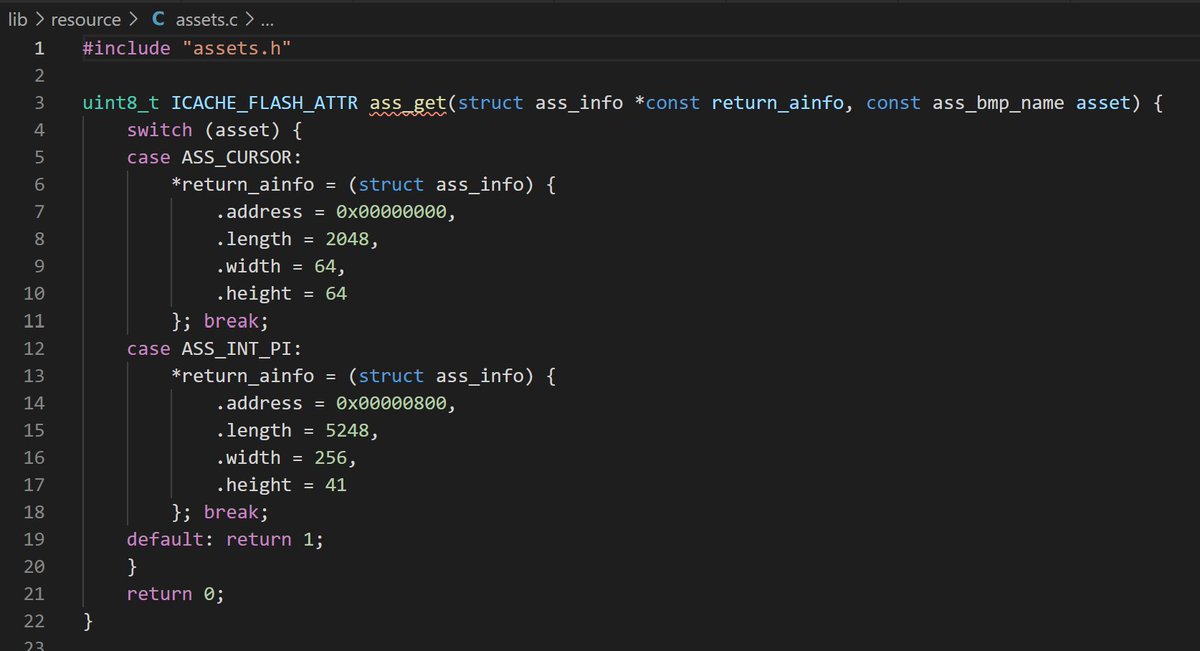 lib > resource > C assets.c > ...
1 #include "assets.h"
2
3 uint8_t ICACHE_FLASH_ATTR ass_get(struct ass_info *const return_ainfo, const ass_bmp_name asset) {
4     switch (asset) {
5     case ASS_CURSOR:
6         *return_ainfo = (struct ass_info) {
7             .address = 0x00000000,
8             .length = 2048,
9             .width = 64,
10             .height = 64
11         }; break;
12     case ASS_INT_PI:
13         *return_ainfo = (struct ass_info) {
14             .address = 0x00000800,
15             .length = 5248,
16             .width = 256,
17             .height = 41
18         }; break;
19     default: return 1;
20     }
21     return 0;
22 }
23